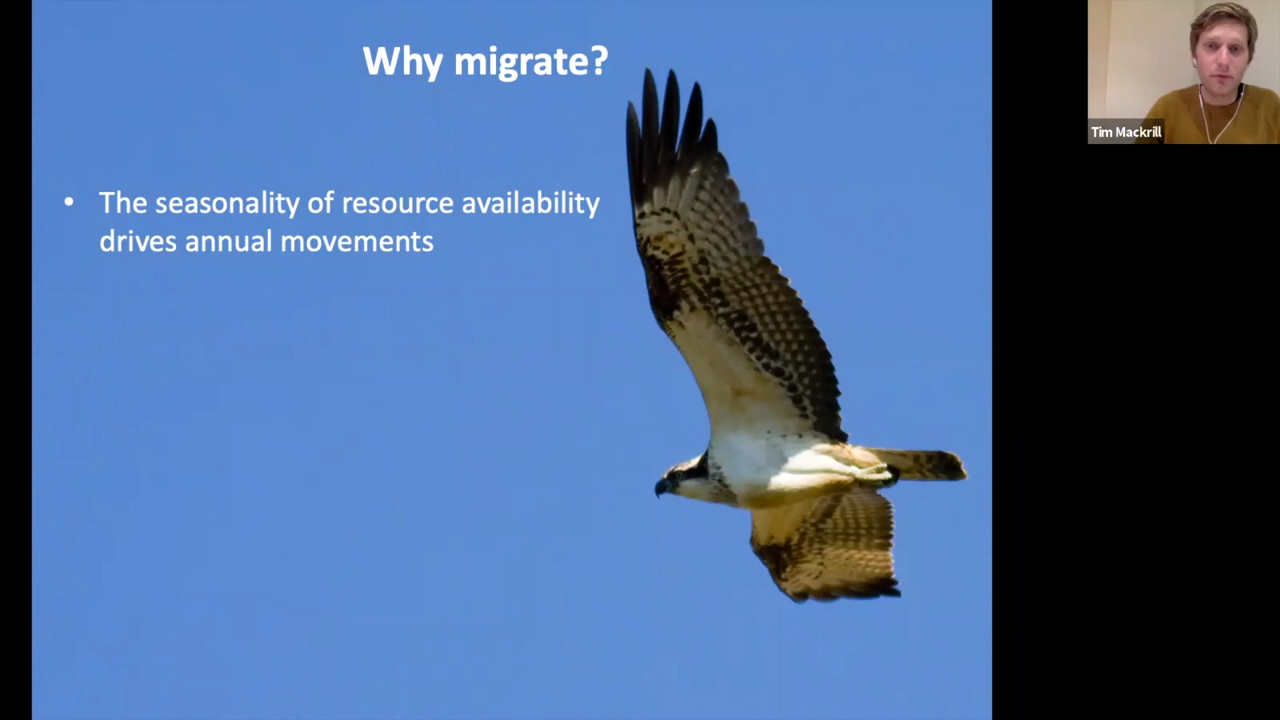 Why migrate?
• The seasonality of resource availability
drives annual movements
Tim Mackrill